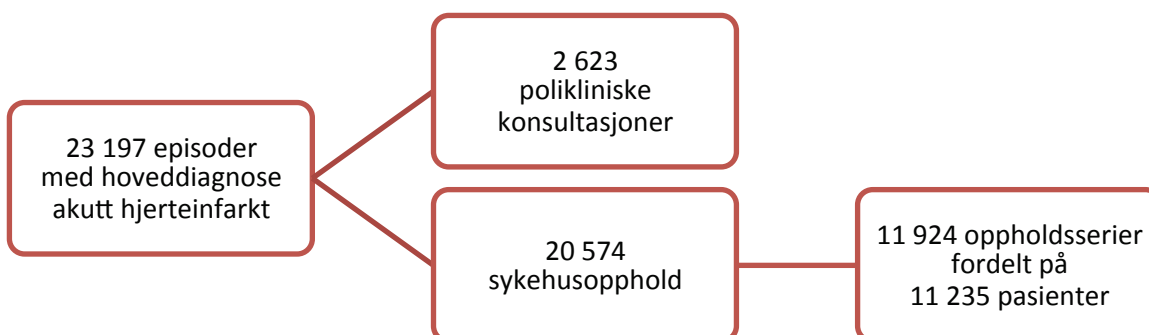 23 197 episoder
med hoveddiagnose
akutt hjerteinfarkt
2 623
polikliniske
konsultasjoner
20 574
sykehusopphold
11 924 oppholdsserier
fordelt på
11 235 pasienter